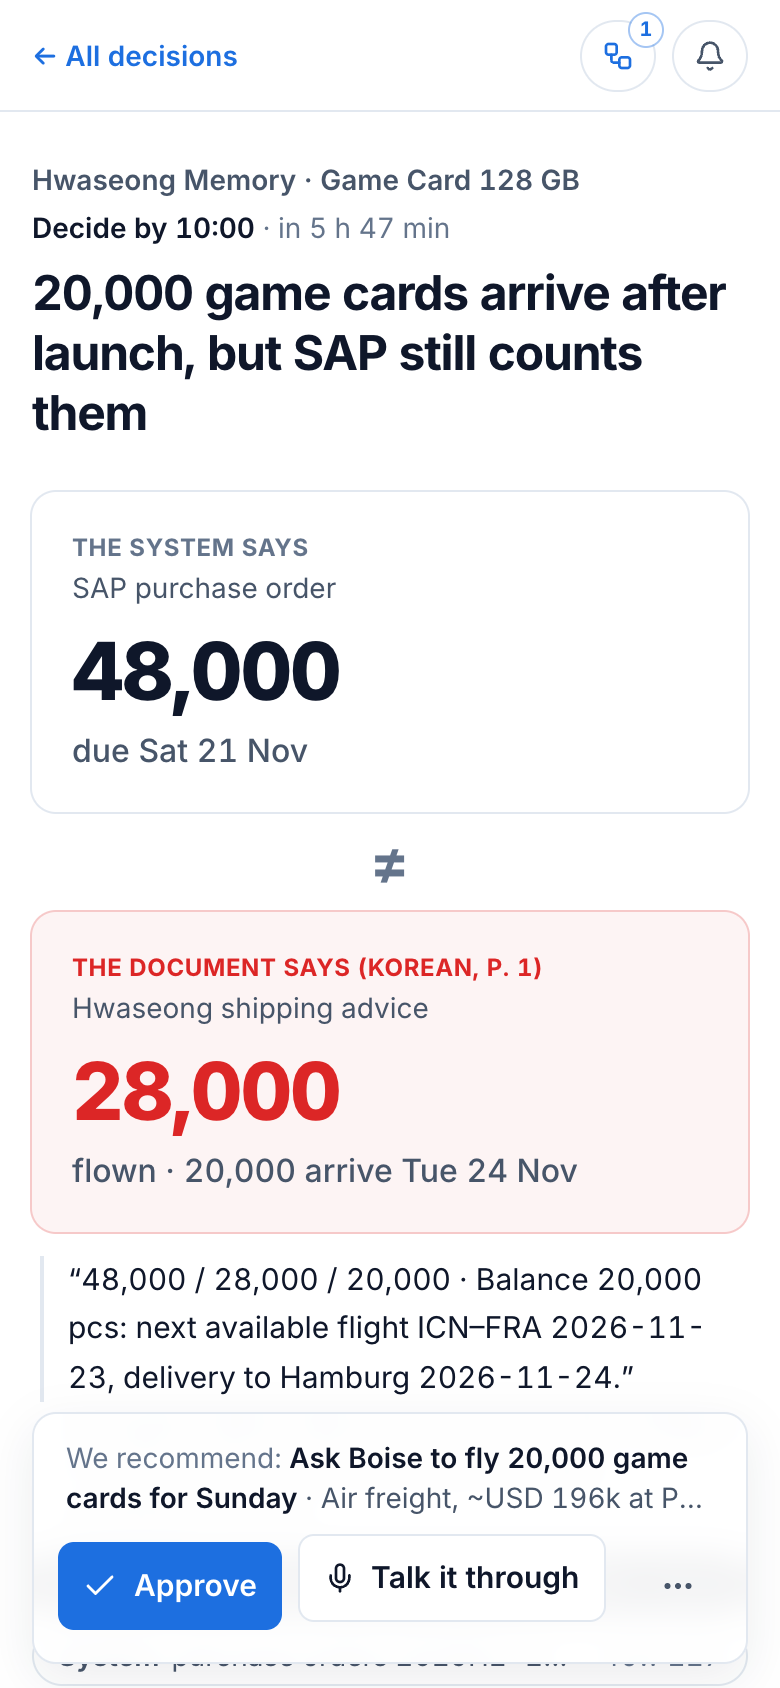 ← All decisions
1
Hwaseong Memory · Game Card 128 GB
Decide by 10:00 · in 5 h 47 min
20,000 game cards arrive after
launch, but SAP still counts
them
THE SYSTEM SAYS
SAP purchase order
48,000
due Sat 21 Nov
≠
THE DOCUMENT SAYS (KOREAN, P. 1)
Hwaseong shipping advice
28,000
flown · 20,000 arrive Tue 24 Nov
“48,000 / 28,000 / 20,000 · Balance 20,000
pcs: next available flight ICN–FRA 2026-11-
23, delivery to Hamburg 2026-11-24.”
We recommend: Ask Boise to fly 20,000 game
cards for Sunday · Air freight, ~USD 196k at P...
Approve
Talk it through
...